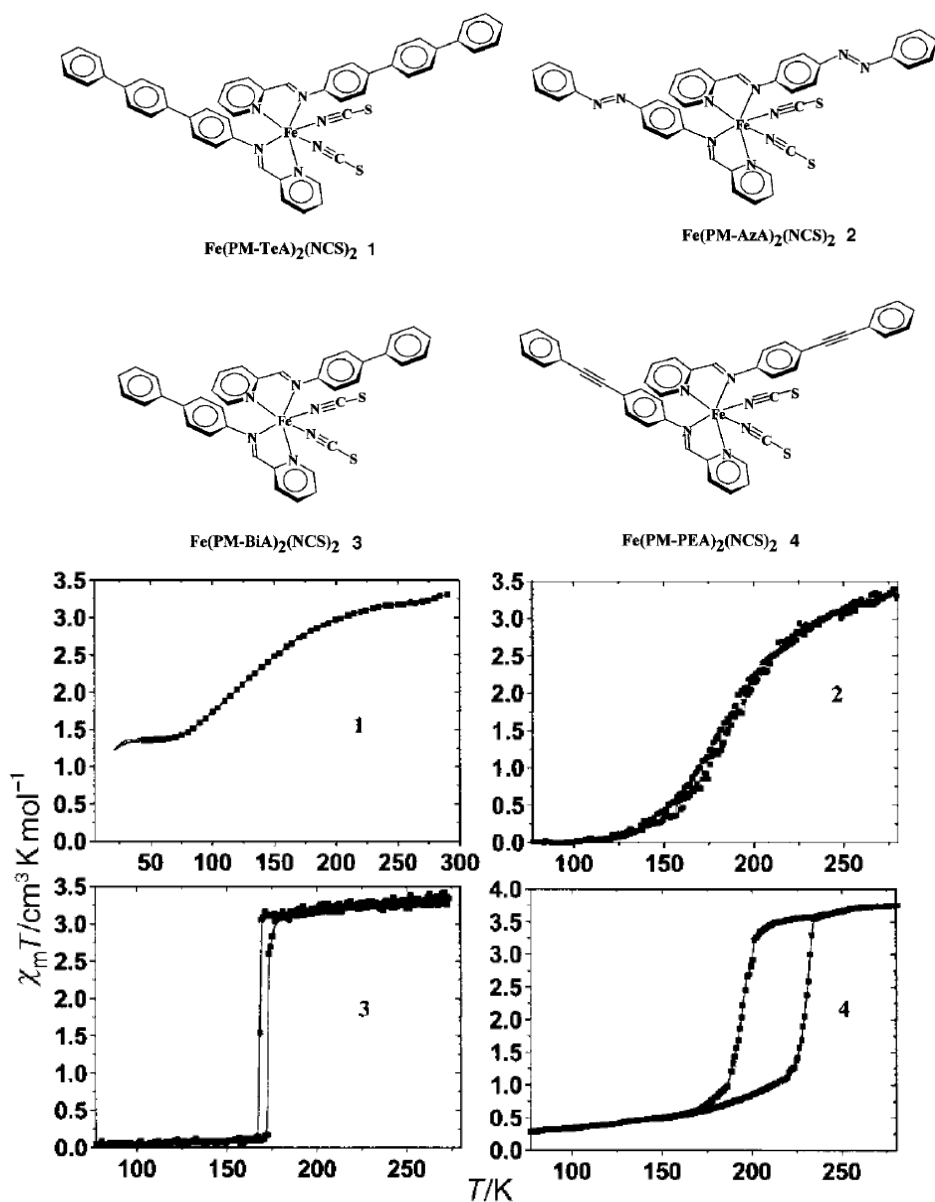 N
N
N
N
N
N≡C
S
N≡C
S
Fe
N
N
Fe(PM-TeA)2(NCS)2 1
Fe(PM-AzA)2(NCS)2 2
Fe(PM-BiA)2(NCS)2 3
Fe(PM-PEA)2(NCS)2 4
3.5
3.0
2.5
2.0
1.5
1.0
0.5
0.0
50 100 150 200 250 300
1
3.5
3.0
2.5
2.0
1.5
1.0
0.5
0.0
100 150 200 250
2
χmT/cm³ K mol⁻¹
3.5
3.0
2.5
2.0
1.5
1.0
0.5
0.0
100 150 200 250
3
4.0
3.5
3.0
2.5
2.0
1.5
1.0
0.5
0.0
100 150 200 250
4
T/K